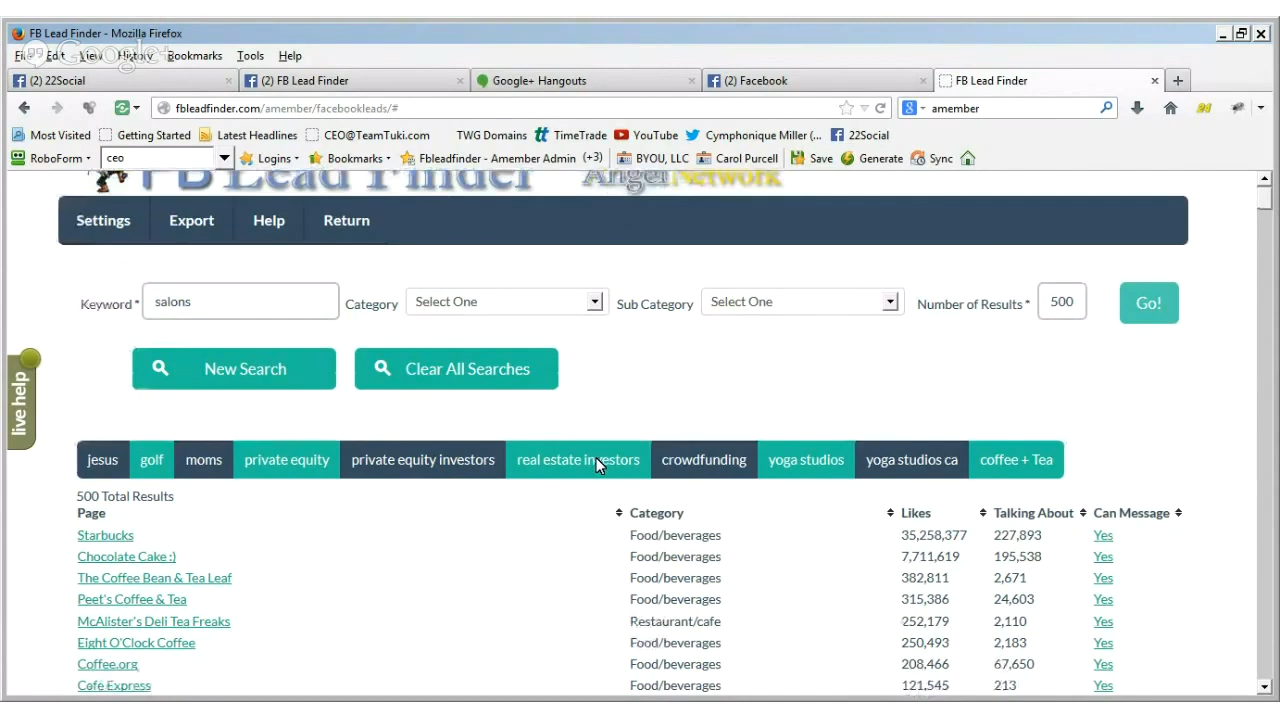 FB Lead Finder - Mozilla Firefox
File Edit View History Bookmarks Tools Help
Google+
(2) 22Social
(2) FB Lead Finder
Google+ Hangouts
(2) Facebook
FB Lead Finder
fbleadfinder.com/amember/facebookleads/#
amember
Most Visited Getting Started Latest Headlines CEO@TeamTuki.com TWG Domains TimeTrade YouTube Cymphonique Miller (... 22Social
RoboForm ceo Logins Bookmarks Fbleadfinder - Amember Admin (+3) BYOU, LLC Carol Purcell Save Generate Sync
FB Lead Finder Angel Network
Settings Export Help Return
Keyword * salons Category Select One Sub Category Select One Number of Results * 500 Go!
New Search Clear All Searches
live help
jesus golf moms private equity private equity investors real estate investors crowdfunding yoga studios yoga studios ca coffee + Tea
500 Total Results
Page Category Likes Talking About Can Message
Starbucks Food/beverages 35,258,377 227,893 Yes
Chocolate Cake :) Food/beverages 7,711,619 195,538 Yes
The Coffee Bean & Tea Leaf Food/beverages 382,811 2,671 Yes
Peet's Coffee & Tea Food/beverages 315,386 24,603 Yes
McAlister's Deli Tea Freaks Restaurant/cafe 252,179 2,110 Yes
Eight O'Clock Coffee Food/beverages 250,493 2,183 Yes
Coffee.org Food/beverages 208,466 67,650 Yes
Café Express Food/beverages 121,545 213 Yes